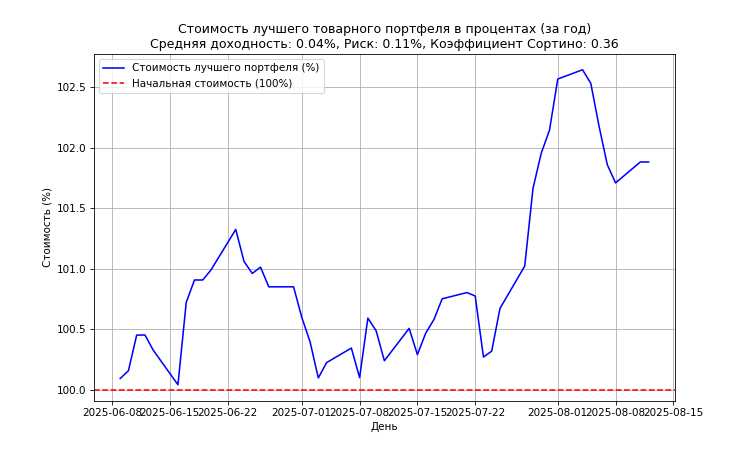 Стоимость лучшего товарного портфеля в процентах (за год)
Средняя доходность: 0.04%, Риск: 0.11%, Коэффициент Сортино: 0.36
Стоимость лучшего портфеля (%)
Начальная стоимость (100%)
Стоимость (%)
102.5
102.0
101.5
101.0
100.5
100.0
2025-06-08 2025-06-15 2025-06-22 2025-07-01 2025-07-08 2025-07-15 2025-07-22 2025-08-01 2025-08-08 2025-08-15
День